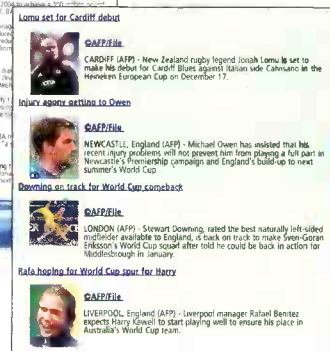 Lomu set for Cardiff debut
©AFP/File
CARDIFF (AFP) - New Zealand rugby legend Jonah Lomu is set to
make his debut for Cardiff Blues against Italian side Calvisano in the
Heineken European Cup on December 17.
Injury agony getting to Owen
©AFP/File
NEWCASTLE, England (AFP) - Michael Owen has insisted that his
recent injury problems will not prevent him from playing a full part in
Newcastle's Premiership campaign and England's build-up to next
summer's World Cup
Downing on track for World Cup comeback
©AFP/File
LONDON (AFP) - Stewart Downing, rated the best naturally left-sided
midfielder available to England, is back on track to make Sven-Goran
Eriksson's World Cup squad after told he could be back in action for
Middlesbrough in January.
Rafa hoping for World Cup spur for Harry
©AFP/File
LIVERPOOL, England (AFP) - Liverpool manager Rafael Benitez
expects Harry Kewell to start playing well to ensure his place in
Australia's World Cup team.